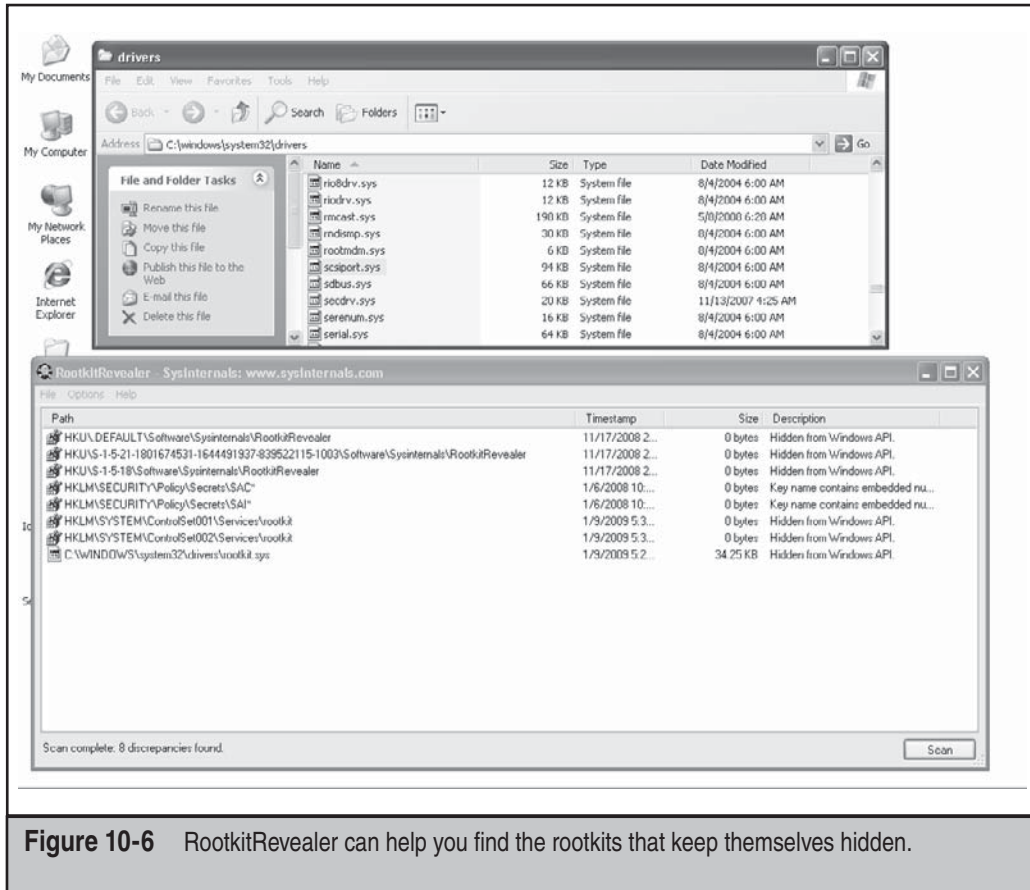 My Documents
My Computer
My Network
Places
Internet
Explorer
drivers
File Edit View Favorites Tools Help
Back Search Folders
Address C:\windows\system32\drivers Go
File and Folder Tasks
Rename this file
Move this file
Copy this file
Publish this file to the
Web
E-mail this file
Delete this file
Name Size Type Date Modified
rio8drv.sys 12 KB System file 8/4/2004 6:00 AM
riodrv.sys 12 KB System file 8/4/2004 6:00 AM
rmcast.sys 198 KB System file 5/8/2008 6:28 AM
rndismp.sys 30 KB System file 8/4/2004 6:00 AM
rootmdm.sys 6 KB System file 8/4/2004 6:00 AM
scsiport.sys 94 KB System file 8/4/2004 6:00 AM
sdbus.sys 66 KB System file 8/4/2004 6:00 AM
secdrv.sys 20 KB System file 11/13/2007 4:25 AM
serenum.sys 16 KB System file 8/4/2004 6:00 AM
serial.sys 64 KB System file 8/4/2004 6:00 AM
RootkitRevealer - Sysinternals: www.sysinternals.com
File Options Help
Path Timestamp Size Description
HKU\.DEFAULT\Software\Sysinternals\RootkitRevealer 11/17/2008 2... 0 bytes Hidden from Windows API.
HKU\S-1-5-21-1801674531-1644491937-839522115-1003\Software\Sysinternals\RootkitRevealer 11/17/2008 2... 0 bytes Hidden from Windows API.
HKU\S-1-5-18\Software\Sysinternals\RootkitRevealer 11/17/2008 2... 0 bytes Hidden from Windows API.
HKLM\SECURITY\Policy\Secrets\SAC* 1/6/2008 10:... 0 bytes Key name contains embedded nu...
HKLM\SECURITY\Policy\Secrets\SAI* 1/6/2008 10:... 0 bytes Key name contains embedded nu...
HKLM\SYSTEM\ControlSet001\Services\rootkit 1/9/2009 5:3... 0 bytes Hidden from Windows API.
HKLM\SYSTEM\ControlSet002\Services\rootkit 1/9/2009 5:3... 0 bytes Hidden from Windows API.
C:\WINDOWS\system32\drivers\rootkit.sys 1/9/2009 5:2... 34.25 KB Hidden from Windows API.
Scan complete: 8 discrepancies found. Scan
Figure 10-6 RootkitRevealer can help you find the rootkits that keep themselves hidden.